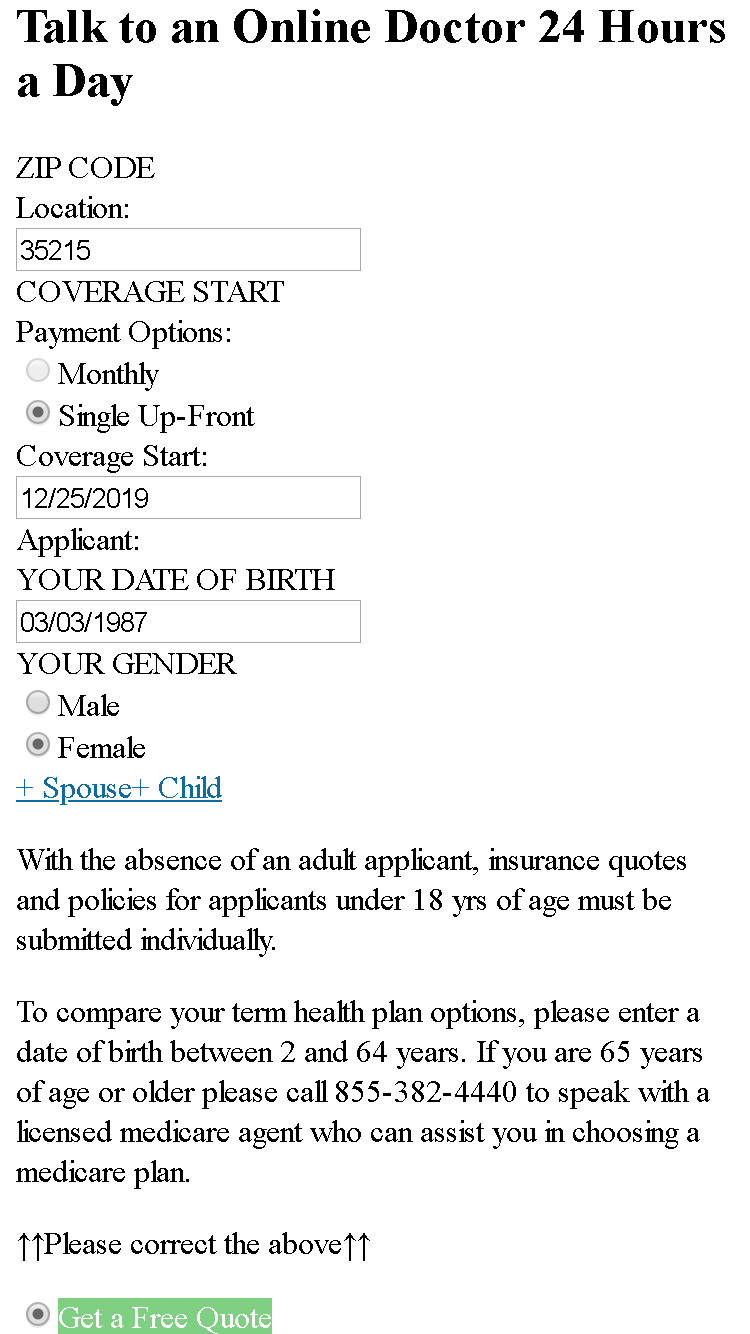 Talk to an Online Doctor 24 Hours
a Day
ZIP CODE
Location:
35215
COVERAGE START
Payment Options:
Monthly
Single Up-Front
Coverage Start:
12/25/2019
Applicant:
YOUR DATE OF BIRTH
03/03/1987
YOUR GENDER
Male
Female
+ Spouse+ Child
With the absence of an adult applicant, insurance quotes
and policies for applicants under 18 yrs of age must be
submitted individually.
To compare your term health plan options, please enter a
date of birth between 2 and 64 years. If you are 65 years
of age or older please call 855-382-4440 to speak with a
licensed medicare agent who can assist you in choosing a
medicare plan.
↑↑Please correct the above↑↑
Get a Free Quote